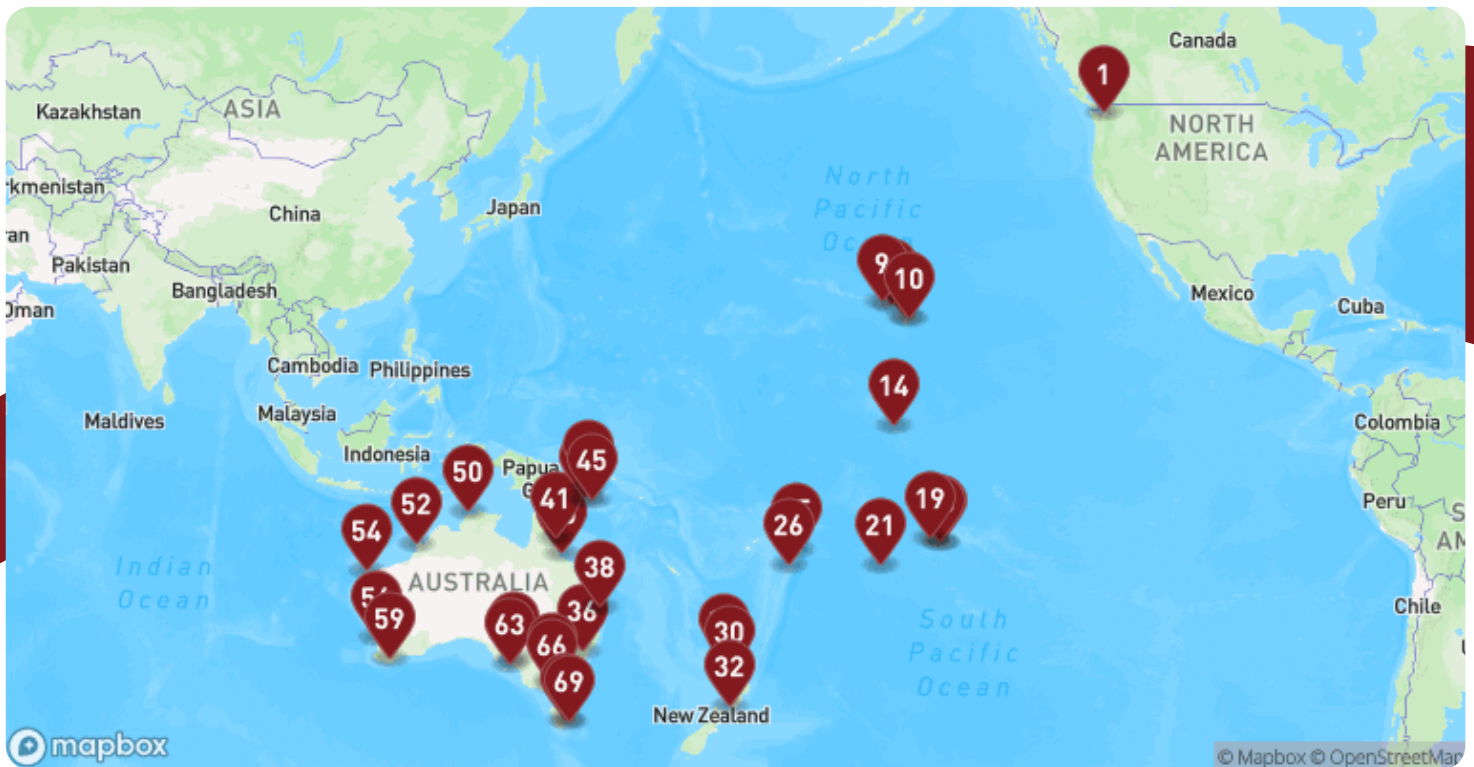 Canada
1
Kazakhstan
ASIA
NORTH
AMERICA
North
Pacific
rkmenistan
China
Japan
ran
Pakistan
9
10
Bangladesh
Mexico
Cuba
Oman
Cambodia
Philippines
14
Maldives
Malaysia
Colombia
Indonesia
50
Papua
45
41
19
Peru
52
26
21
54
Indian
Ocean
AUSTRALIA
38
59
63
36
66
30
South
Pacific
Ocean
Chile
32
69
New Zealand
mapbox
© Mapbox © OpenStreetMap